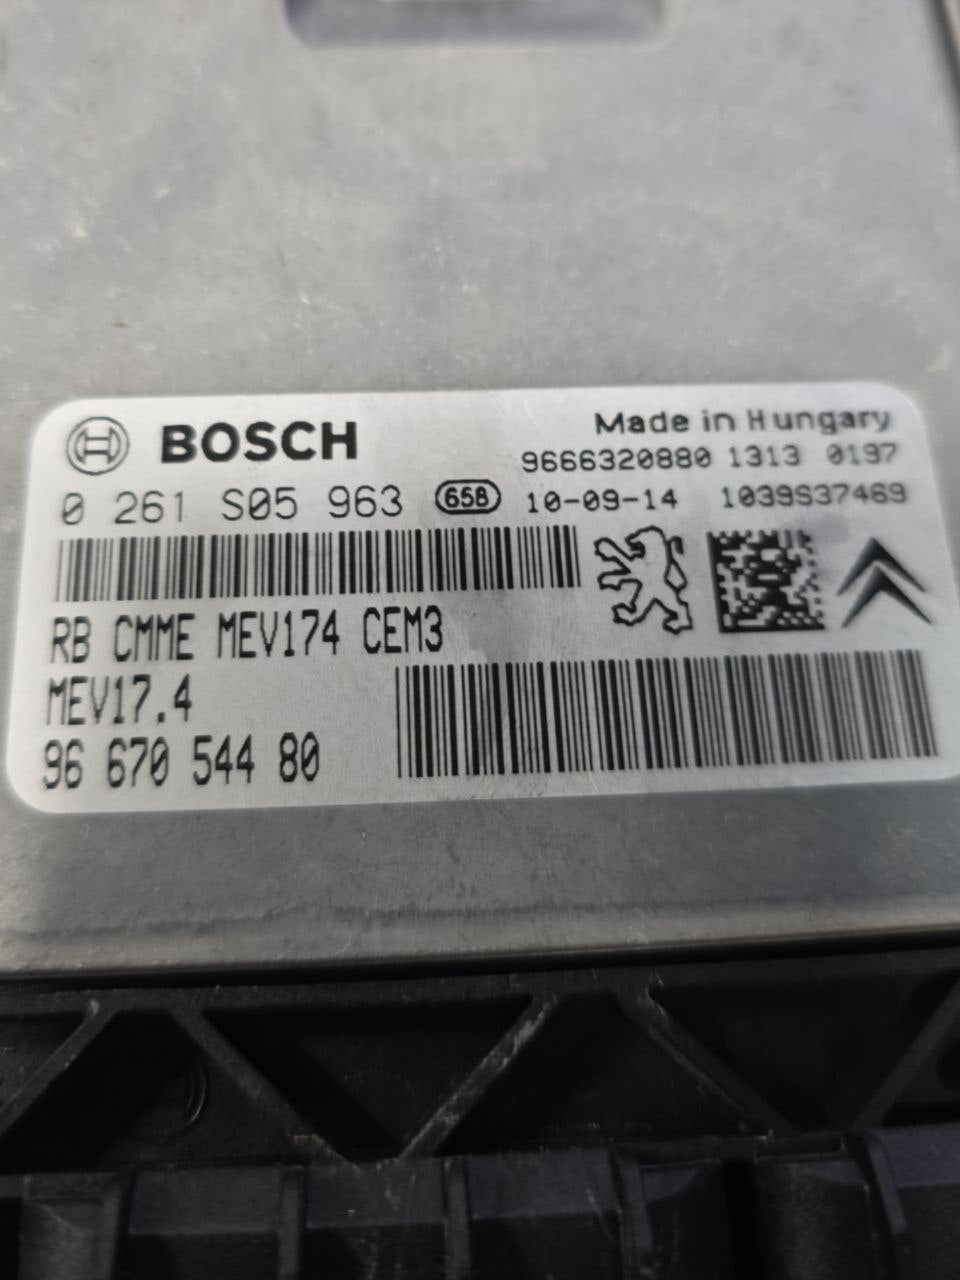 BOSCH
Made in Hungary
9666320880 1313 0197
0 261 S05 963 658 10-09-14 1039S37469
RB CMME MEV174 CEM3
MEV17.4
96 670 544 80